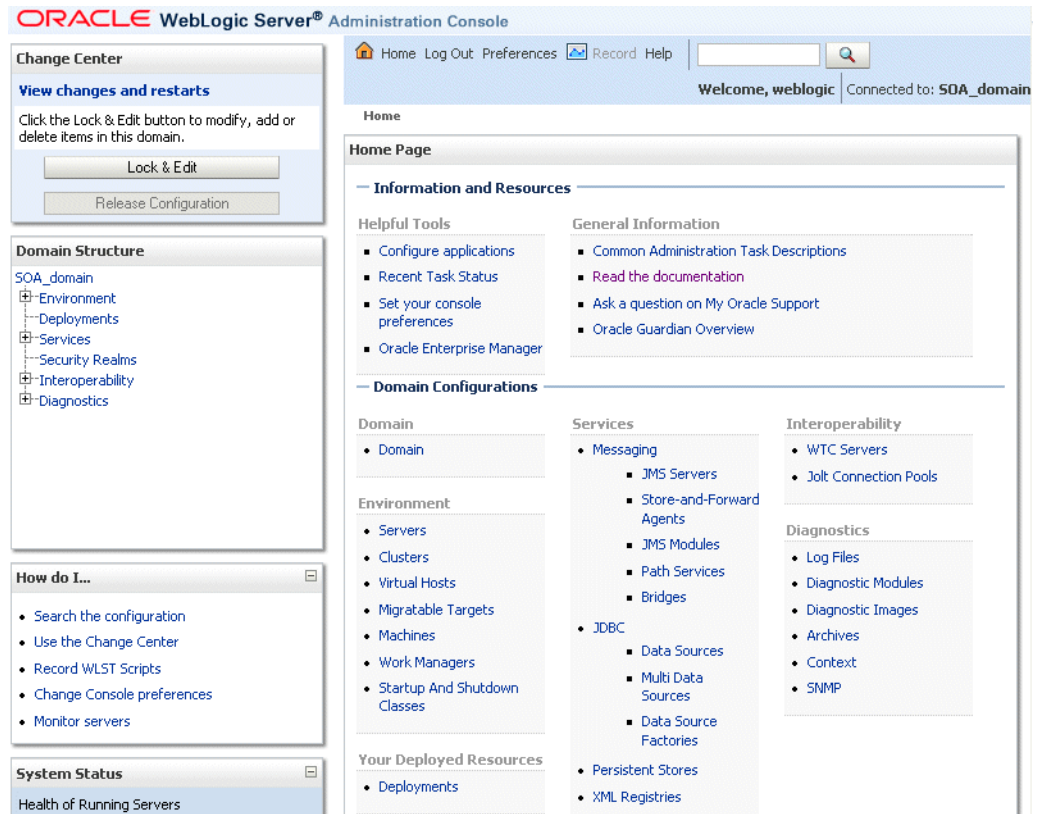 ORACLE WebLogic Server® Administration Console
Change Center
View changes and restarts
Click the Lock & Edit button to modify, add or
delete items in this domain.
Lock & Edit
Release Configuration
Domain Structure
SOA_domain
Environment
Deployments
Services
Security Realms
Interoperability
Diagnostics
How do I...
Search the configuration
Use the Change Center
Record WLST Scripts
Change Console preferences
Monitor servers
System Status
Health of Running Servers
Home Log Out Preferences Record Help
Welcome, weblogic Connected to: SOA_domain
Home
Home Page
Information and Resources
Helpful Tools
Configure applications
Recent Task Status
Set your console
preferences
Oracle Enterprise Manager
General Information
Common Administration Task Descriptions
Read the documentation
Ask a question on My Oracle Support
Oracle Guardian Overview
Domain Configurations
Domain
Domain
Environment
Servers
Clusters
Virtual Hosts
Migratable Targets
Machines
Work Managers
Startup And Shutdown
Classes
Your Deployed Resources
Deployments
Services
Messaging
JMS Servers
Store-and-Forward
Agents
JMS Modules
Path Services
Bridges
JDBC
Data Sources
Multi Data
Sources
Data Source
Factories
Persistent Stores
XML Registries
Interoperability
WTC Servers
Jolt Connection Pools
Diagnostics
Log Files
Diagnostic Modules
Diagnostic Images
Archives
Context
SNMP